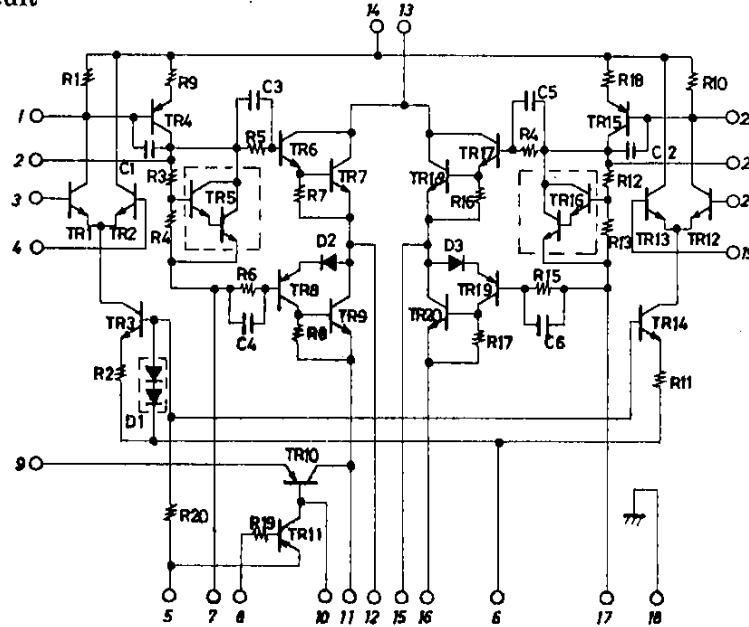 14 13
R1 R9 C3 C5 R18 R10
1 TR4 R5 TR6 R4 TR17 TR15 2
2 C1 TR7 TR18 C 2 2
3 R3 TR5 R7 R16 TR16 R12 2
4 TR1 TR2 R4 R13 TR13 TR12 19
D2 D3
R6 TR8 TR19 R15
TR3 C4 R8 TR9 TR20 R17 C6 TR14
R2 R11
D1
9 TR10
R20 R19 TR11
5 7 8 10 11 12 15 16 6 17 18